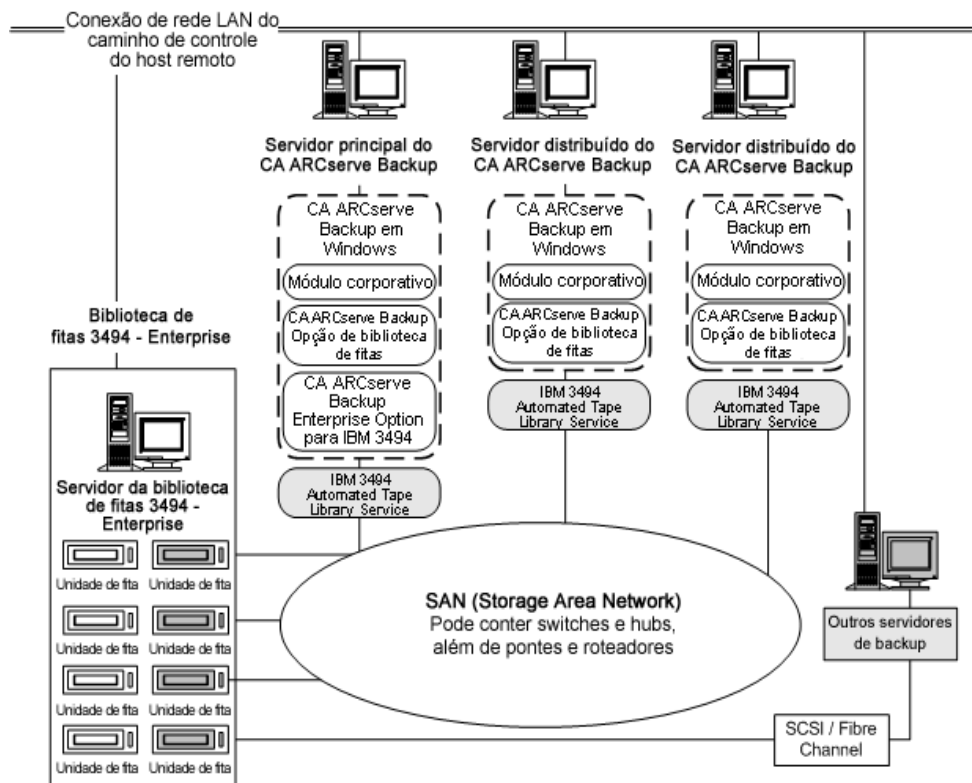 Conexão de rede LAN do
caminho de controle
do host remoto
Servidor principal do
CA ARCserve Backup
Servidor distribuído do
CA ARCserve Backup
Servidor distribuído do
CA ARCserve Backup
CA ARCserve
Backup em
Windows
Módulo corporativo
CA ARCserve Backup
Opção de biblioteca
de fitas
CA ARCserve
Backup
Enterprise Option
para IBM 3494
IBM 3494
Automated Tape
Library Service
CA ARCserve
Backup em
Windows
Módulo corporativo
CA ARCserve Backup
Opção de biblioteca
de fitas
IBM 3494
Automated Tape
Library Service
CA ARCserve
Backup em
Windows
Módulo corporativo
CA ARCserve Backup
Opção de biblioteca
de fitas
IBM 3494
Automated Tape
Library Service
Biblioteca de
fitas 3494 - Enterprise
Servidor da biblioteca
de fitas 3494 -
Enterprise
Unidade de fita
Unidade de fita
Unidade de fita
Unidade de fita
Unidade de fita
Unidade de fita
Unidade de fita
Unidade de fita
SAN (Storage Area Network)
Pode conter switches e hubs,
além de pontes e roteadores
Outros servidores
de backup
SCSI / Fibre
Channel